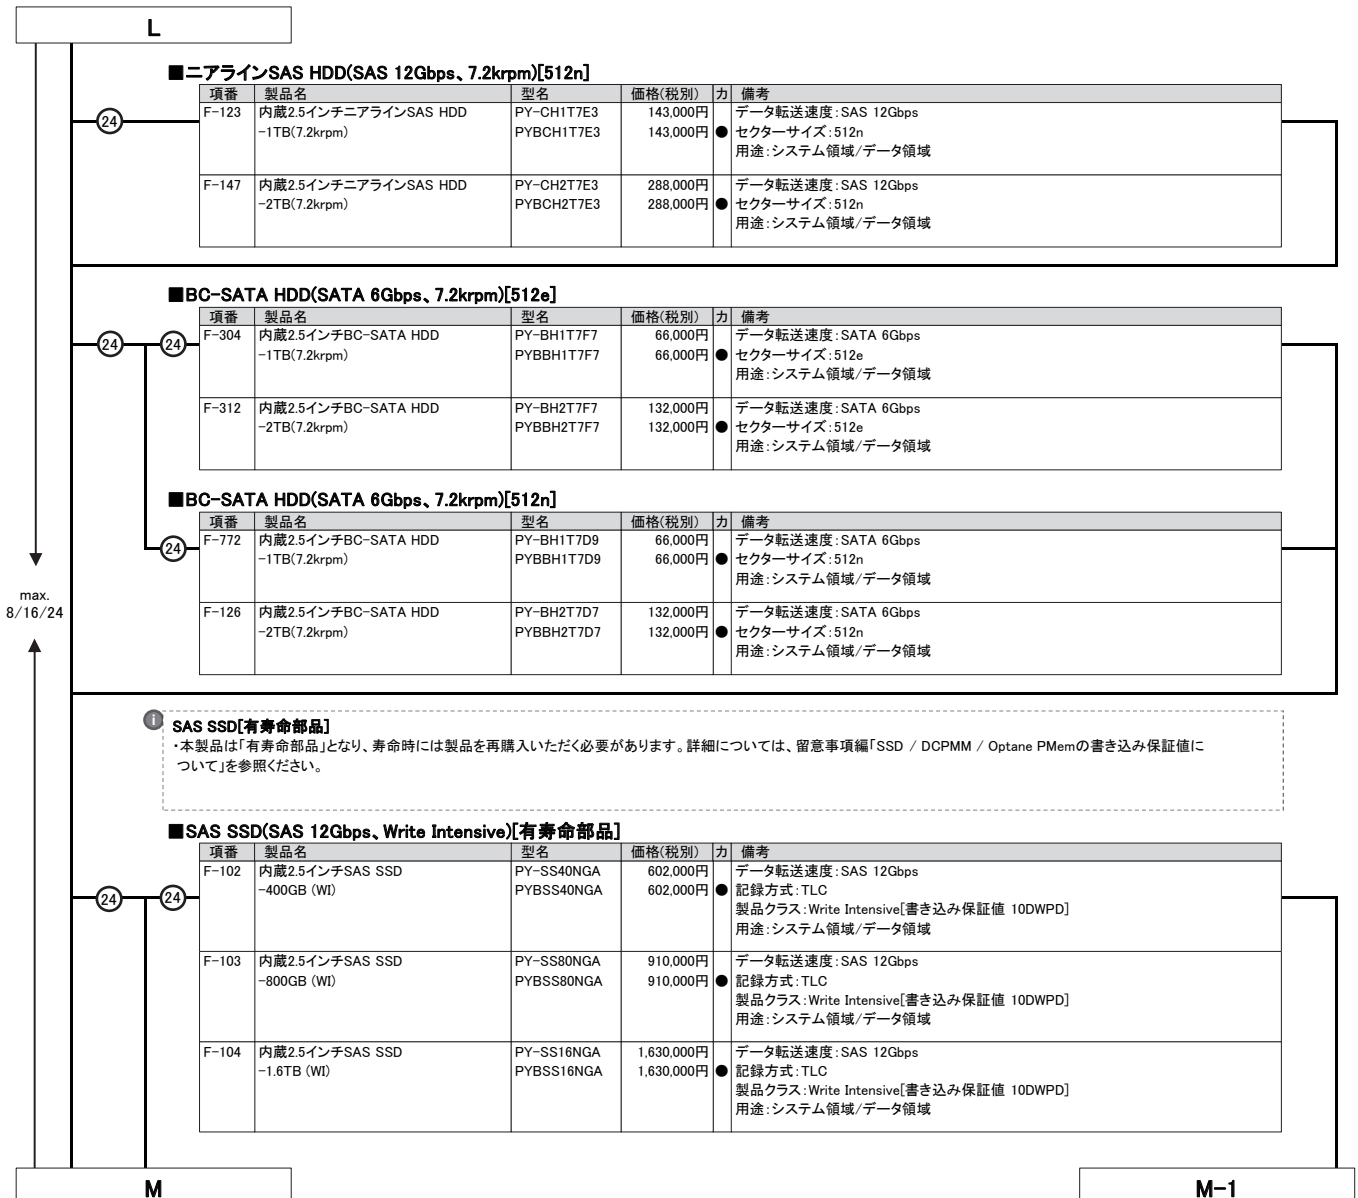 L
■ニアラインSAS HDD(SAS 12Gbps、7.2krpm)[512n]
項番 製品名 型名 価格(税別) カ 備考
24
F-123 内蔵2.5インチニアラインSAS HDD PY-CH1T7E3 143,000円 データ転送速度:SAS 12Gbps
-1TB(7.2krpm) PYBCH1T7E3 143,000円 ● セクターサイズ:512n
用途:システム領域/データ領域
F-147 内蔵2.5インチニアラインSAS HDD PY-CH2T7E3 288,000円 データ転送速度:SAS 12Gbps
-2TB(7.2krpm) PYBCH2T7E3 288,000円 ● セクターサイズ:512n
用途:システム領域/データ領域
■BC-SATA HDD(SATA 6Gbps、7.2krpm)[512e]
項番 製品名 型名 価格(税別) カ 備考
24 24
F-304 内蔵2.5インチBC-SATA HDD PY-BH1T7F7 66,000円 データ転送速度:SATA 6Gbps
-1TB(7.2krpm) PYBBH1T7F7 66,000円 ● セクターサイズ:512e
用途:システム領域/データ領域
F-312 内蔵2.5インチBC-SATA HDD PY-BH2T7F7 132,000円 データ転送速度:SATA 6Gbps
-2TB(7.2krpm) PYBBH2T7F7 132,000円 ● セクターサイズ:512e
用途:システム領域/データ領域
■BC-SATA HDD(SATA 6Gbps、7.2krpm)[512n]
項番 製品名 型名 価格(税別) カ 備考
24
F-772 内蔵2.5インチBC-SATA HDD PY-BH1T7D9 66,000円 データ転送速度:SATA 6Gbps
-1TB(7.2krpm) PYBBH1T7D9 66,000円 ● セクターサイズ:512n
用途:システム領域/データ領域
F-126 内蔵2.5インチBC-SATA HDD PY-BH2T7D7 132,000円 データ転送速度:SATA 6Gbps
-2TB(7.2krpm) PYBBH2T7D7 132,000円 ● セクターサイズ:512n
用途:システム領域/データ領域
max.
8/16/24
i
SAS SSD[有寿命部品]
・本製品は「有寿命部品」となり、寿命時には製品を再購入いただく必要があります。詳細については、留意事項編「SSD / DCPMM / Optane PMemの書き込み保証値に
ついて」を参照ください。
■SAS SSD(SAS 12Gbps、Write Intensive)[有寿命部品]
項番 製品名 型名 価格(税別) カ 備考
24 24
F-102 内蔵2.5インチSAS SSD PY-SS40NGA 602,000円 データ転送速度:SAS 12Gbps
-400GB (WI) PYBSS40NGA 602,000円 ● 記録方式:TLC
製品クラス:Write Intensive[書き込み保証値 10DWPD]
用途:システム領域/データ領域
F-103 内蔵2.5インチSAS SSD PY-SS80NGA 910,000円 データ転送速度:SAS 12Gbps
-800GB (WI) PYBSS80NGA 910,000円 ● 記録方式:TLC
製品クラス:Write Intensive[書き込み保証値 10DWPD]
用途:システム領域/データ領域
F-104 内蔵2.5インチSAS SSD PY-SS16NGA 1,630,000円 データ転送速度:SAS 12Gbps
-1.6TB (WI) PYBSS16NGA 1,630,000円 ● 記録方式:TLC
製品クラス:Write Intensive[書き込み保証値 10DWPD]
用途:システム領域/データ領域
M
M-1